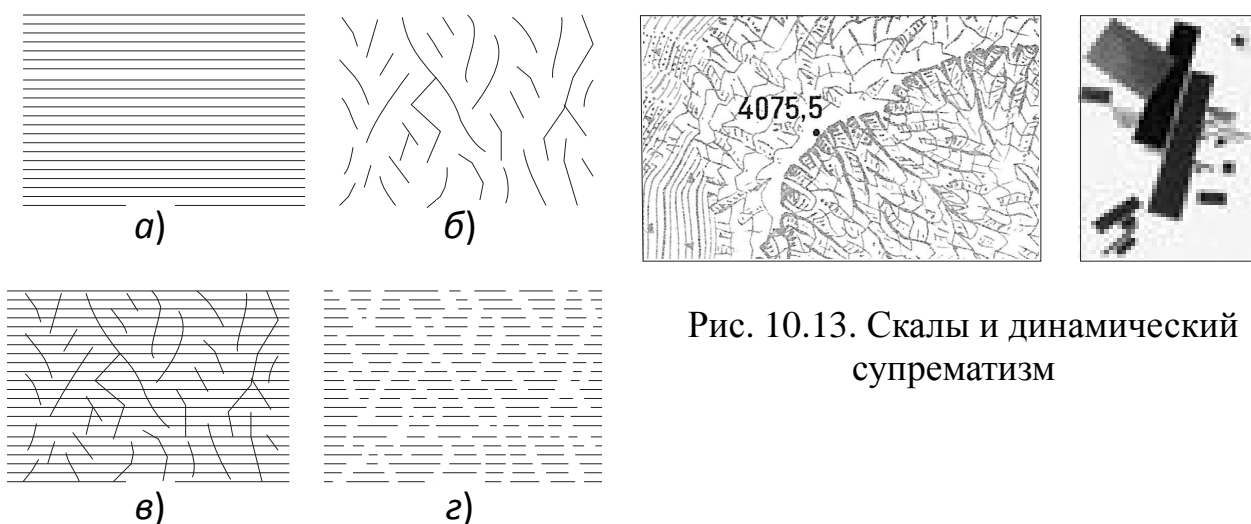 а)
б)
4075,5
в)
г)
Рис. 10.13. Скалы и динамический
супрематизм